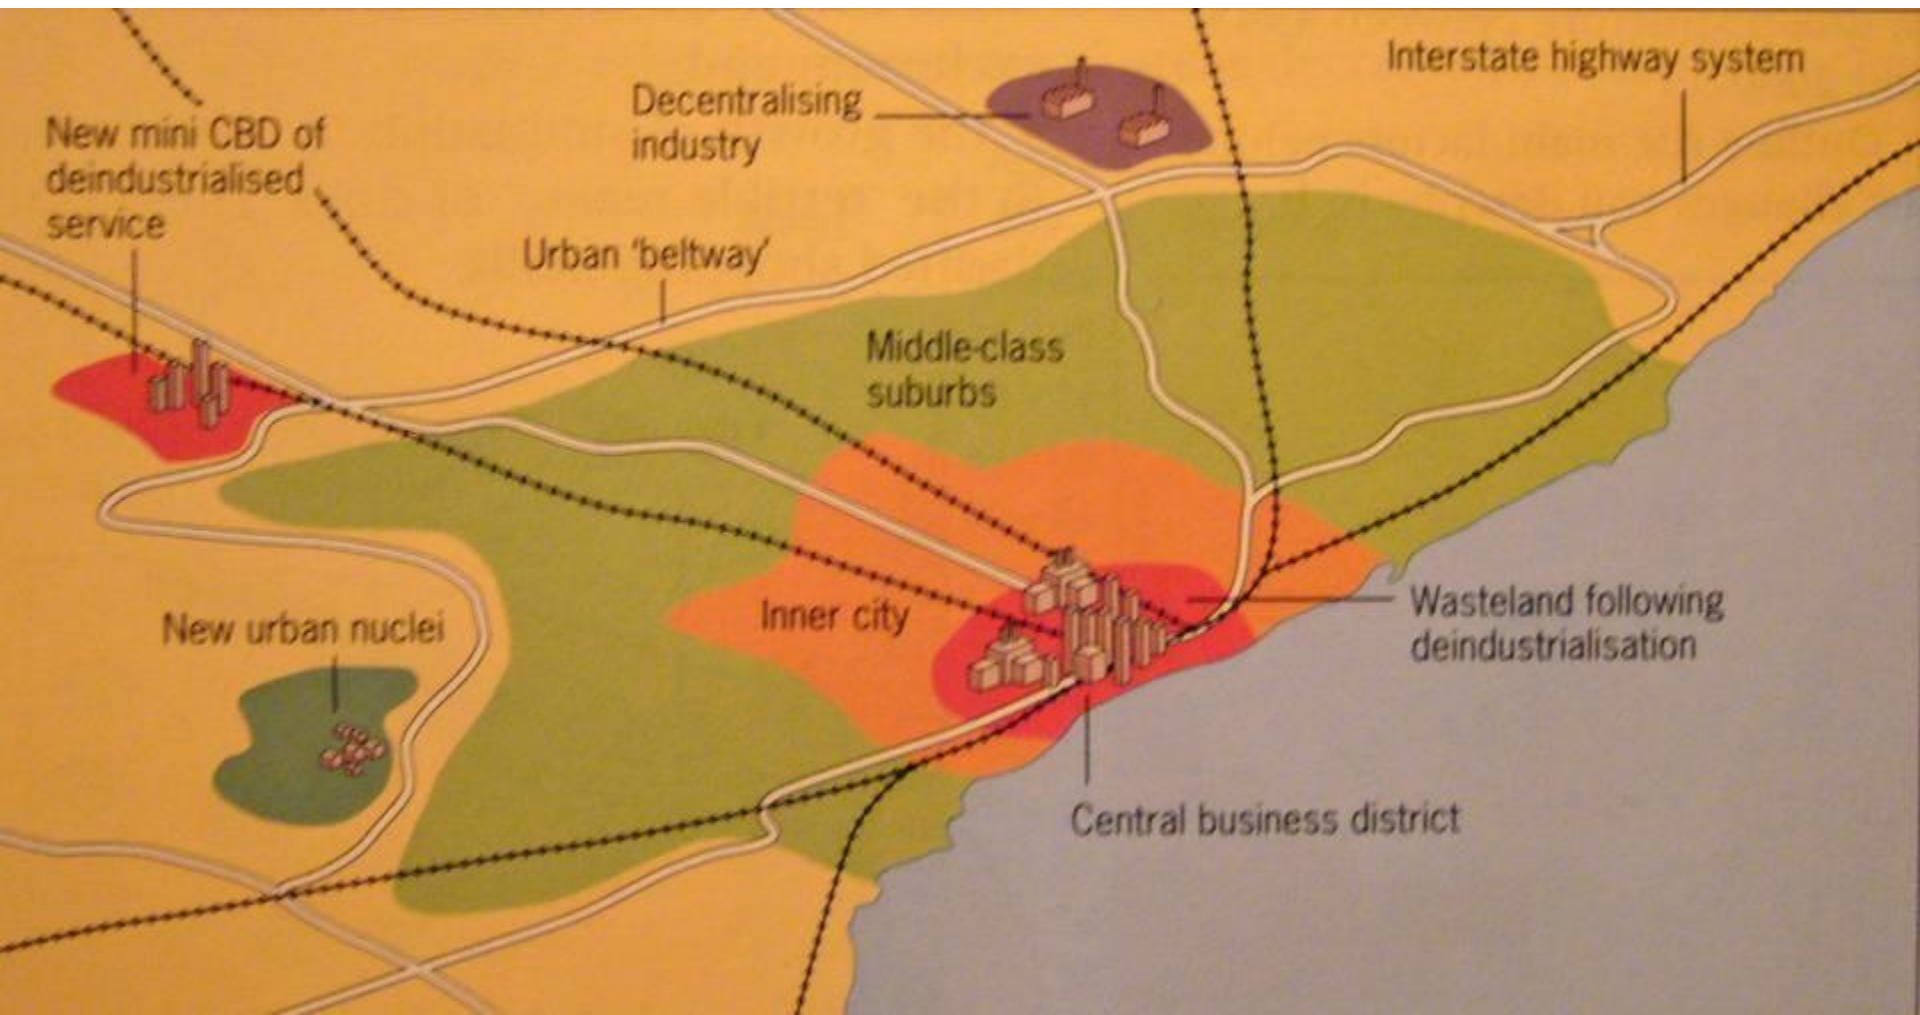 Interstate highway system
Decentralising
industry
New mini CBD of
deindustrialised
service
Urban 'beltway'
Middle-class
suburbs
Inner city
Wasteland following
deindustrialisation
New urban nuclei
Central business district